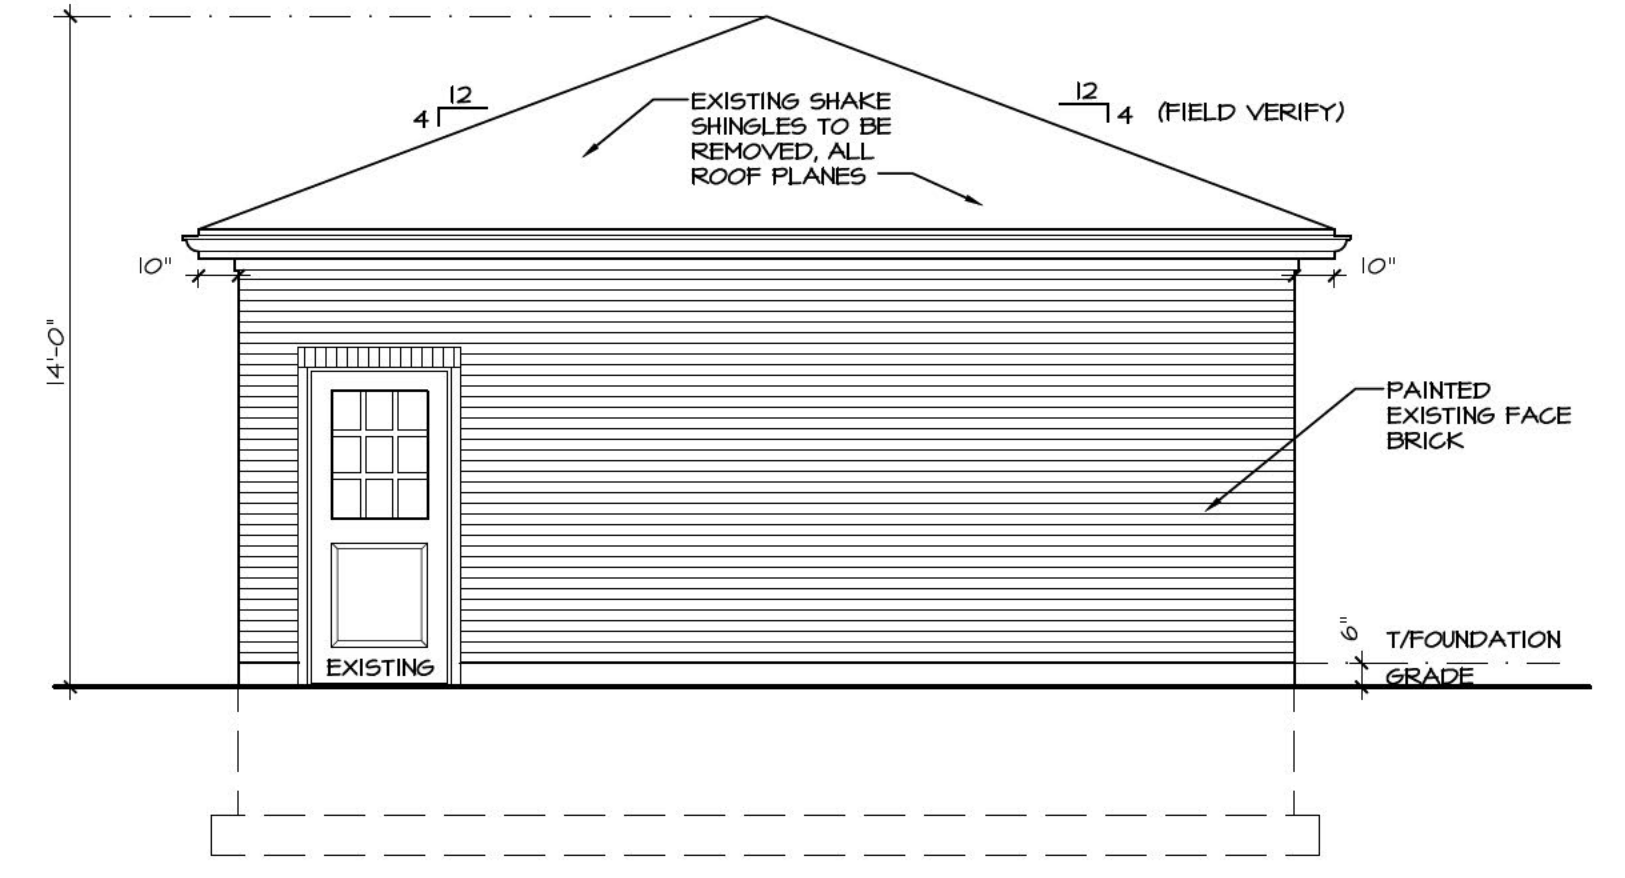 12
4
EXISTING SHAKE
SHINGLES TO BE
REMOVED, ALL
ROOF PLANES
12
4 (FIELD VERIFY)
10"
10"
14'-0"
PAINTED
EXISTING FACE
BRICK
6"
T/FOUNDATION
EXISTING
GRADE